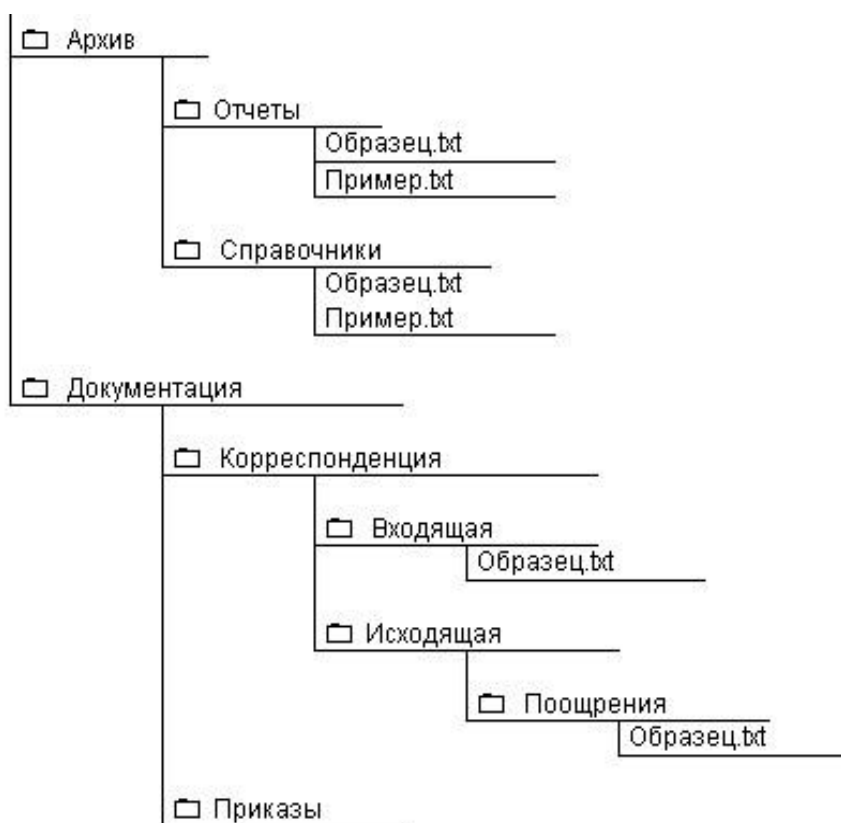 Архив
Отчеты
Образец.txt
Пример.txt
Справочники
Образец.txt
Пример.txt
Документация
Корреспонденция
Входящая
Образец.txt
Исходящая
Поощрения
Образец.txt
Приказы